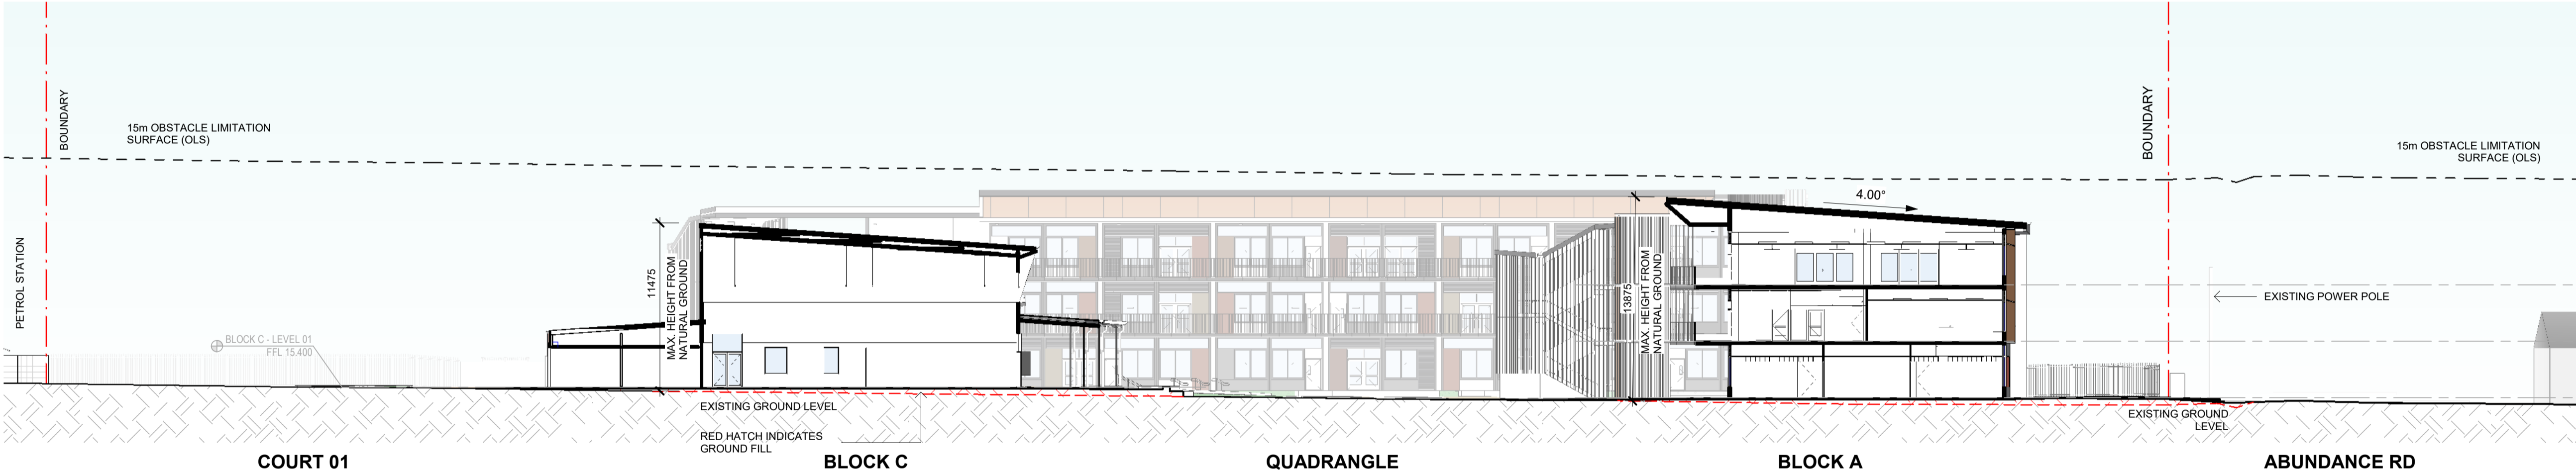 BOUNDARY
15m OBSTACLE LIMITATION
SURFACE (OLS)
PETROL STATION
BLOCK C - LEVEL 01
FFL 15.400
11475
MAX. HEIGHT FROM
NATURAL GROUND
EXISTING GROUND LEVEL
RED HATCH INDICATES
GROUND FILL
13875
MAX. HEIGHT FROM
NATURAL GROUND
4.00°
BOUNDARY
15m OBSTACLE LIMITATION
SURFACE (OLS)
EXISTING POWER POLE
EXISTING GROUND
LEVEL
COURT 01
BLOCK C
QUADRANGLE
BLOCK A
ABUNDANCE RD